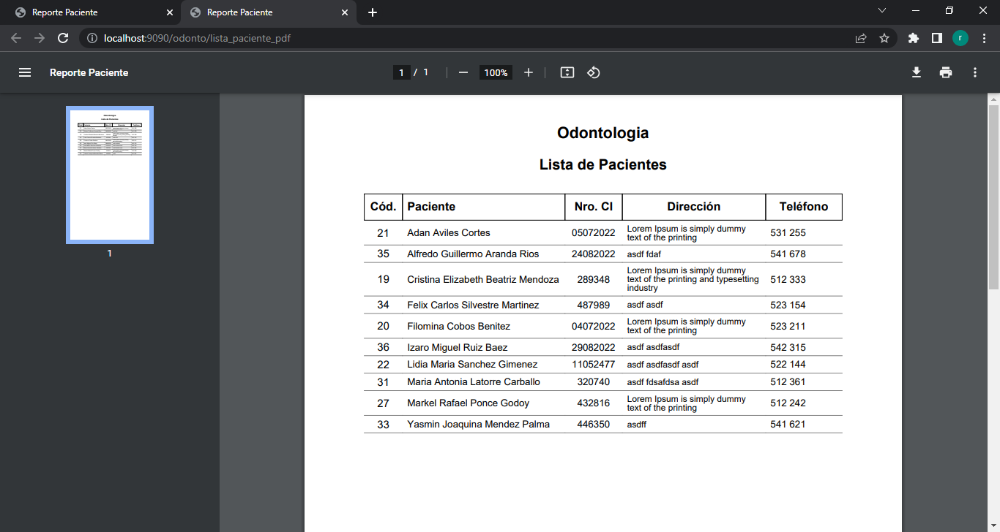 Reporte Paciente
Reporte Paciente
localhost:9090/odonto/lista_paciente_pdf
r
Reporte Paciente
1 / 1
100%
1
Odontologia
Lista de Pacientes
Cód. Paciente Nro. CI Dirección Teléfono
21 Adan Aviles Cortes 05072022 Lorem Ipsum is simply dummy 531 255
text of the printing
35 Alfredo Guillermo Aranda Rios 24082022 asdf fdaf 541 678
Lorem Ipsum is simply dummy
19 Cristina Elizabeth Beatriz Mendoza 289348 text of the printing and typesetting 512 333
industry
34 Felix Carlos Silvestre Martinez 487989 asdf asdf 523 154
20 Filomina Cobos Benitez 04072022 Lorem Ipsum is simply dummy 523 211
text of the printing
36 Izaro Miguel Ruiz Baez 29082022 asdf asdfasdf 542 315
22 Lidia Maria Sanchez Gimenez 11052477 asdf asdfasdf asdf 522 144
31 Maria Antonia Latorre Carballo 320740 asdf fdsafdsa asdf 512 361
27 Markel Rafael Ponce Godoy 432816 Lorem Ipsum is simply dummy 512 242
text of the printing
33 Yasmin Joaquina Mendez Palma 446350 asdff 541 621